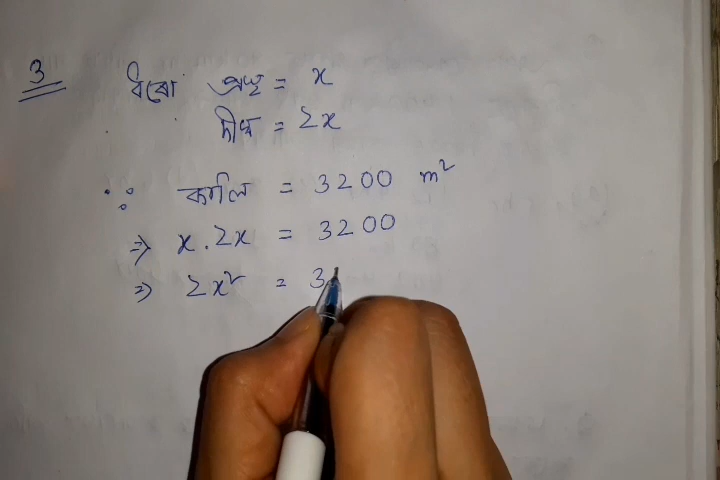 3 ধৰো প্ৰস্থ = x
দীঘ = 2x
∵ কালি = 3200 m²
⇒ x . 2x = 3200
⇒ 2x² = 3